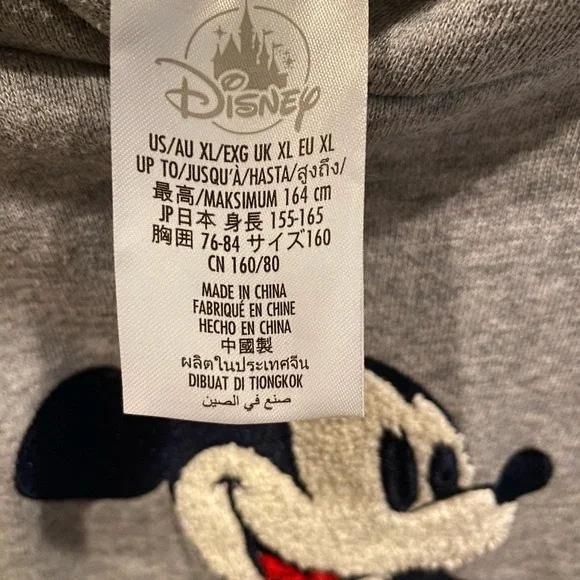 Disney
US/AU XL/EXG UK XL EU XL
UP TO/JUSQU'À/HASTA/สูงถึง/
最高/MAKSIMUM 164 cm
JP日本 身長 155-165
胸囲 76-84 サイズ160
CN 160/80
MADE IN CHINA
FABRIQUÉ EN CHINE
HECHO EN CHINA
中國製
ผลิตในประเทศจีน
DIBUAT DI TIONGKOK
صنع في الصين